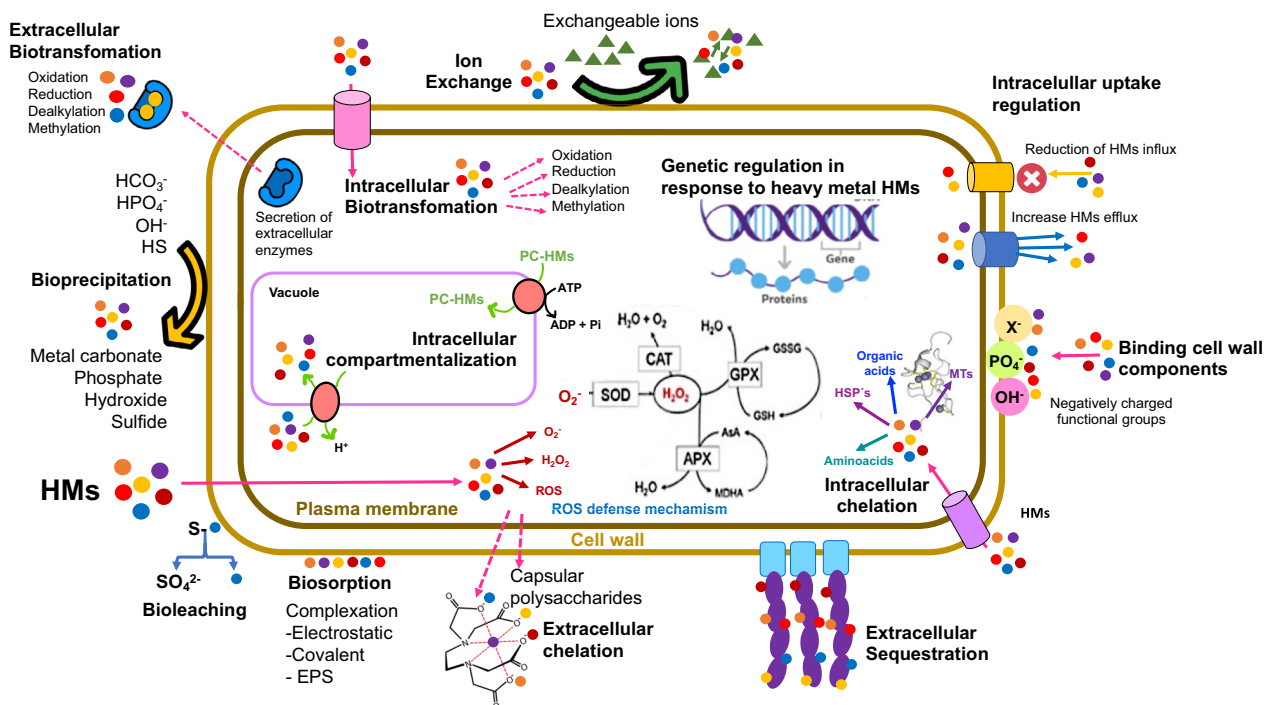 Extracellular
Biotransfomation
Oxidation
Reduction
Dealkylation
Methylation
Ion
Exchange
Exchangeable ions
Intracelullar uptake
regulation
Reduction of HMs influx
Increase HMs efflux
HCO₃⁻
HPO₄⁻
OH⁻
HS
Secretion of
extracellular
enzymes
Intracellular
Biotransfomation
Oxidation
Reduction
Dealkylation
Methylation
Genetic regulation in
response to heavy metal HMs
Gene
Proteins
Bioprecipitation
Metal carbonate
Phosphate
Hydroxide
Sulfide
Vacuole
PC-HMs
PC-HMs
ATP
ADP + Pi
Intracellular
compartmentalization
H⁺
H₂O + O₂
H₂O
GSSG
CAT
GPX
O₂⁻
SOD
H₂O₂
GSH
AsA
APX
H₂O
MDHA
Organic
acids
MTs
HSP´s
Aminoacids
Intracellular
chelation
X⁻
PO₄⁻
OH⁻
Binding cell wall
components
Negatively charged
functional groups
HMs
O₂⁻
H₂O₂
ROS
Plasma membrane
ROS defense mechamism
Cell wall
HMs
S-
SO₄²⁻
Bioleaching
Biosorption
Complexation
-Electrostatic
-Covalent
- EPS
Capsular
polysaccharides
Extracellular
chelation
O
O⁻
O
O⁻
N
O⁻
N
O
O⁻
O
Extracellular
Sequestration